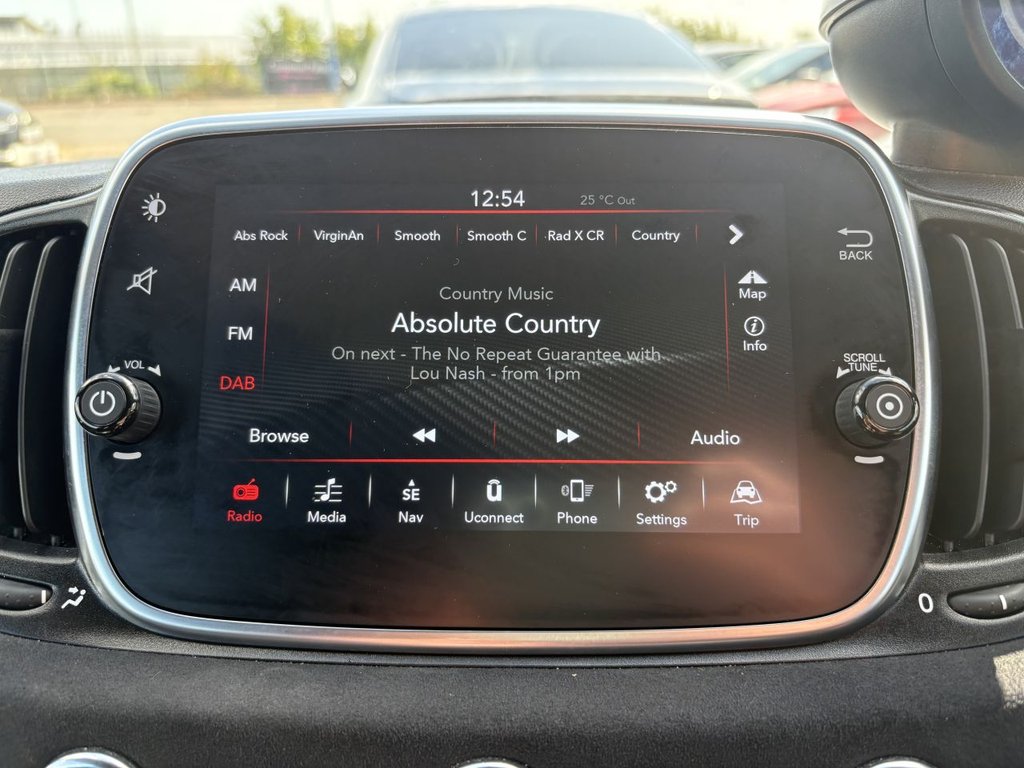 12:54 25 °C Out
Abs Rock VirginAn Smooth Smooth C Rad X CR Country
BACK
AM
Map
Country Music
FM
Absolute Country
Info
On next - The No Repeat Guarantee with
Lou Nash - from 1pm
DAB
VOL
SCROLL
TUNE
Browse Audio
SE
Radio Media Nav Uconnect Phone Settings Trip
0